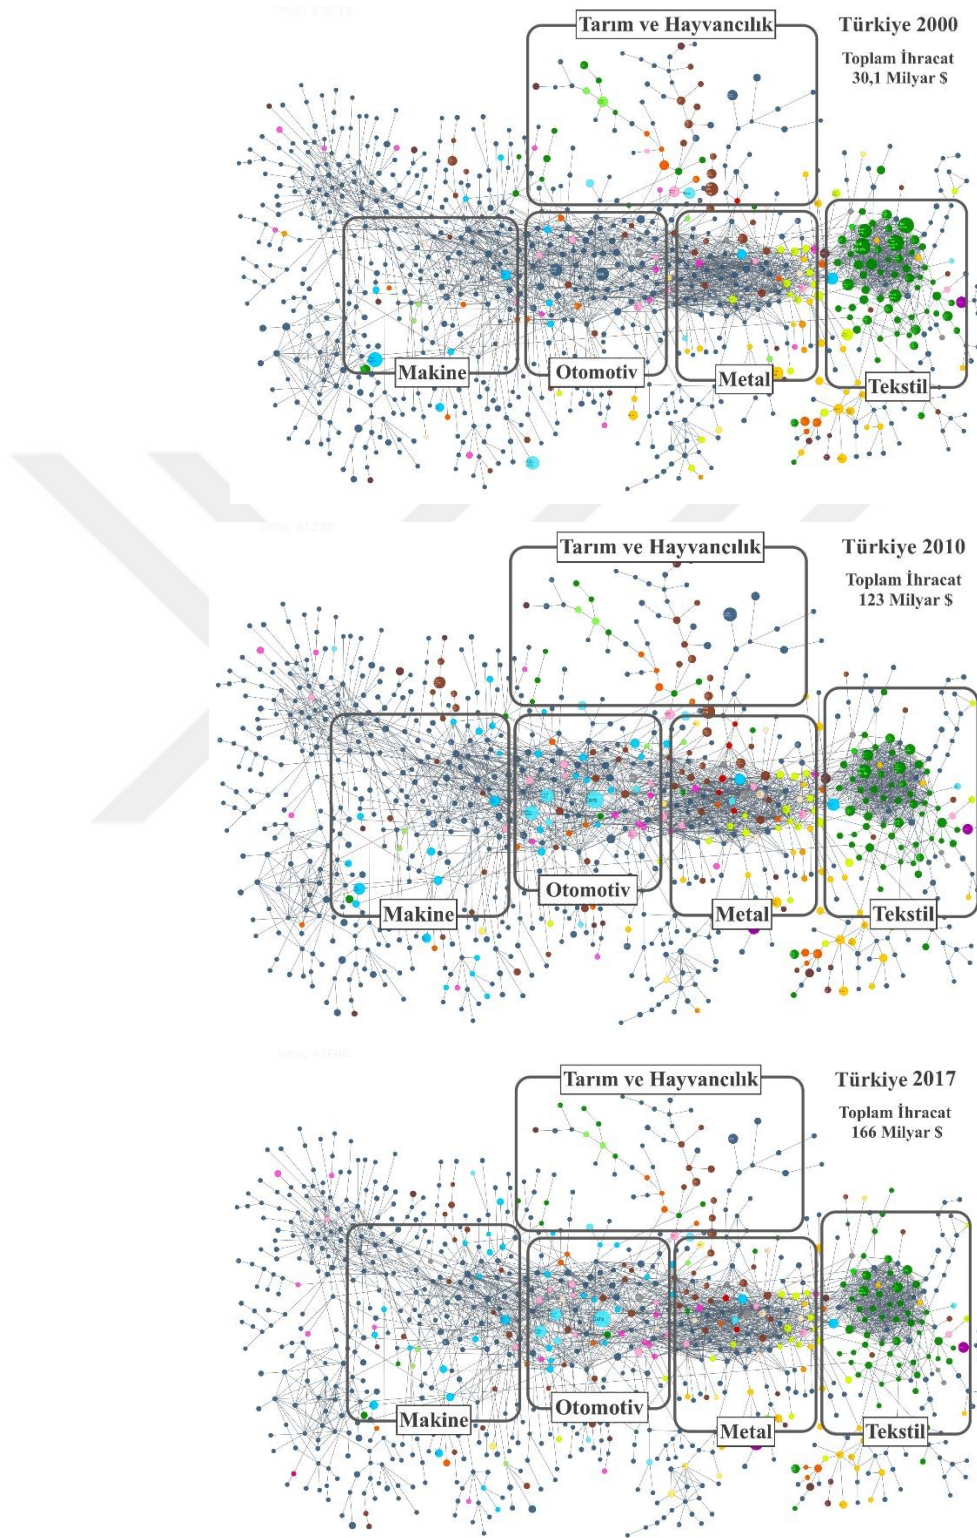 Tarım ve Hayvancılık
Türkiye 2000
Toplam İhracat
30,1 Milyar $
Makine
Otomotiv
Metal
Tekstil
Tarım ve Hayvancılık
Türkiye 2010
Toplam İhracat
123 Milyar $
Cars
Otomotiv
Makine
Metal
Tekstil
Tarım ve Hayvancılık
Türkiye 2017
Toplam İhracat
166 Milyar $
Cars
Otomotiv
Makine
Metal
Tekstil